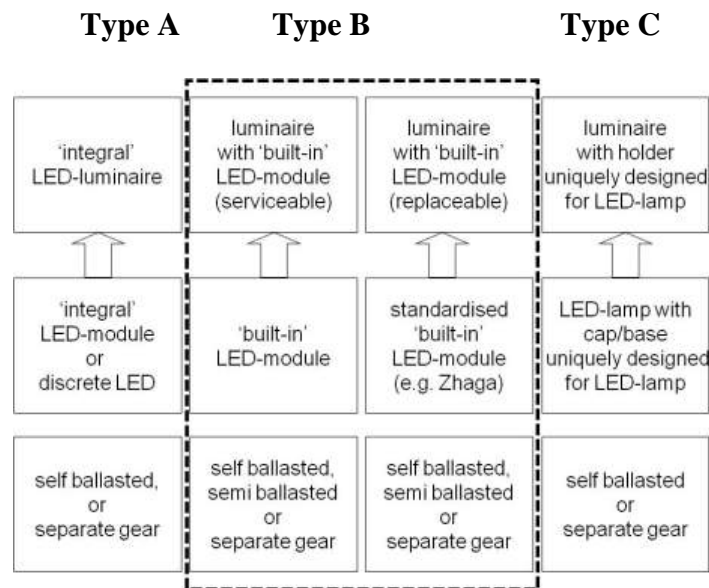 Type A Type B Type C
'integral'
LED-luminaire
luminaire
with 'built-in'
LED-module
(serviceable)
luminaire
with 'built-in'
LED-module
(replaceable)
luminaire
with holder
uniquely designed
for LED-lamp
'integral'
LED-module
or
discrete LED
'built-in'
LED-module
standardised
'built-in'
LED-module
(e.g. Zhaga)
LED-lamp with
cap/base
uniquely designed
for LED-lamp
self ballasted,
or
separate gear
self ballasted,
semi ballasted
or
separate gear
self ballasted,
semi ballasted
or
separate gear
self ballasted
or
separate gear